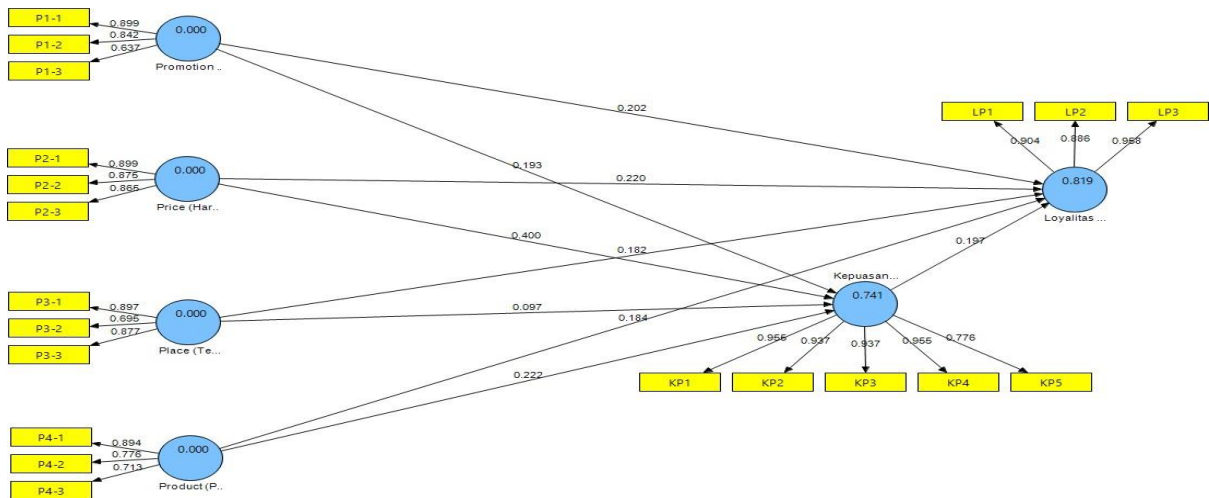 P1-1
0.899
0.000
P1-2
0.842
0.637
P1-3
Promotion ..
0.202
LP1
LP2
LP3
0.904
0.886
0.958
P2-1
0.899
0.000
0.193
P2-2
0.875
0.220
0.819
0.865
P2-3
Price (Har..
Loyalitas ...
0.400
0.182
0.197
Kepuasan...
P3-1
0.897
0.000
0.097
0.741
P3-2
0.695
0.184
0.877
P3-3
Place (Te...
0.955
0.937
0.937
0.955
0.776
0.222
KP1
KP2
KP3
KP4
KP5
P4-1
0.894
0.000
P4-2
0.776
0.713
P4-3
Product (P..